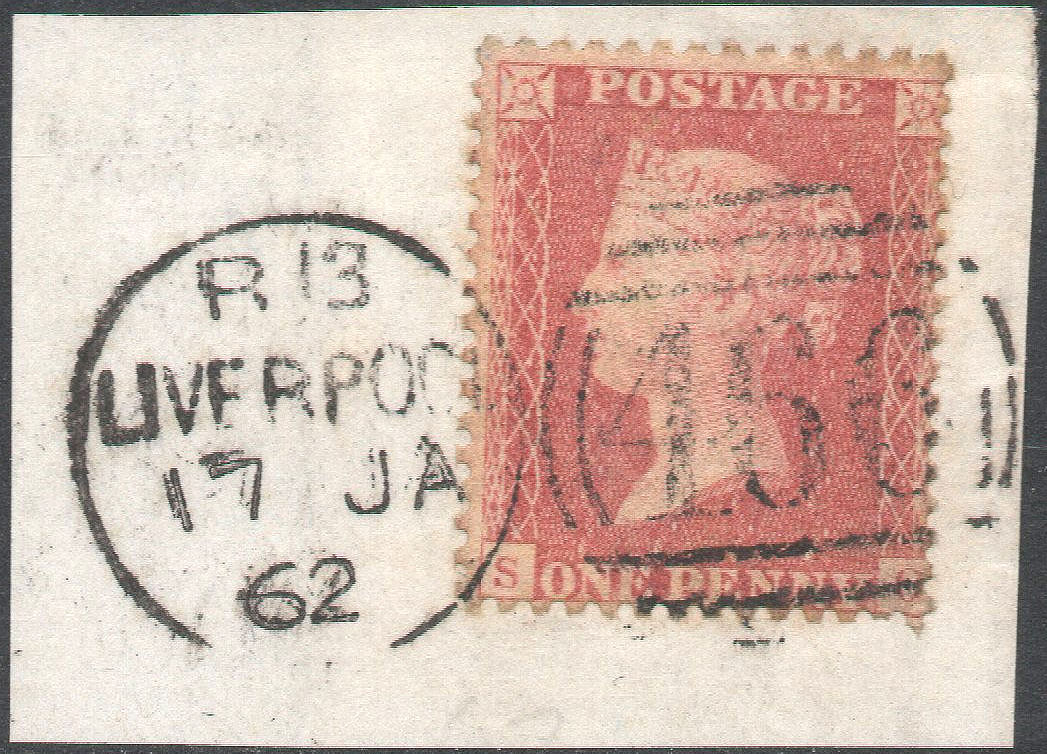 R 13
LIVERPOO
17 JA
62
POSTAGE
S ONE PENNY